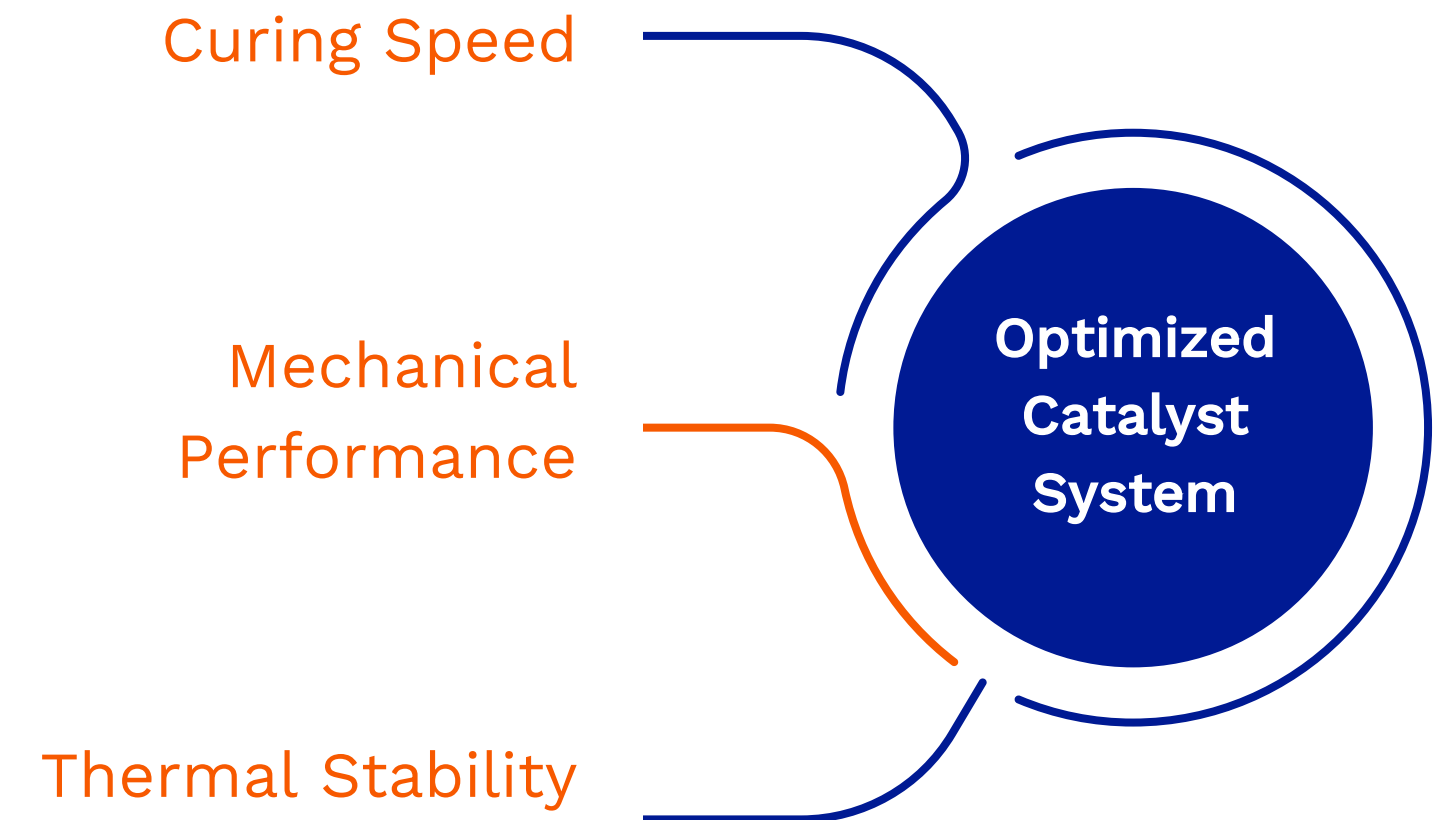 Curing Speed
Mechanical
Performance
Thermal Stability
Optimized
Catalyst
System